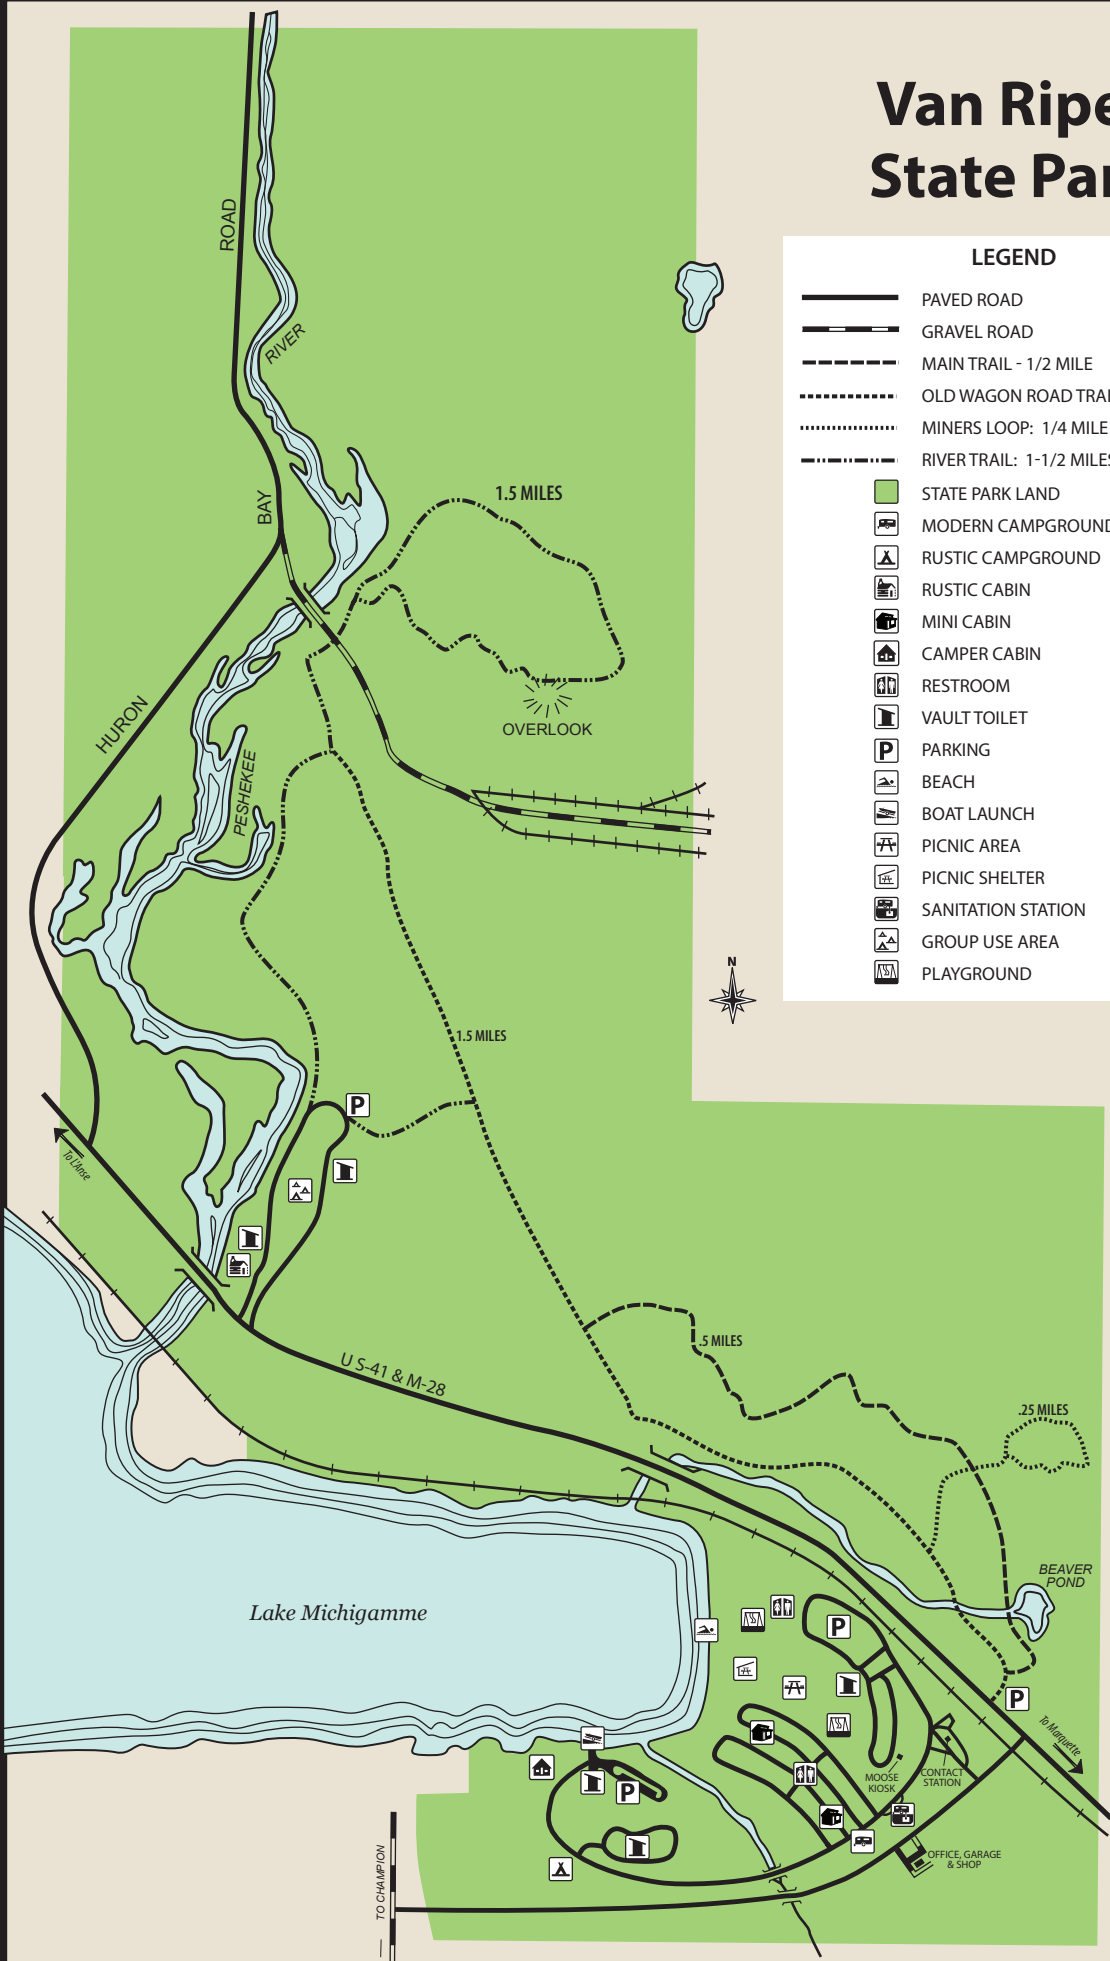 Van Ripe
State Par
LEGEND
PAVED ROAD
GRAVEL ROAD
MAIN TRAIL - 1/2 MILE
OLD WAGON ROAD TRAI
MINERS LOOP: 1/4 MILE
RIVER TRAIL: 1-1/2 MILES
STATE PARK LAND
MODERN CAMPGROUND
RUSTIC CAMPGROUND
RUSTIC CABIN
MINI CABIN
CAMPER CABIN
RESTROOM
VAULT TOILET
P
PARKING
BEACH
BOAT LAUNCH
PICNIC AREA
PICNIC SHELTER
SANITATION STATION
GROUP USE AREA
PLAYGROUND
N
ROAD
RIVER
BAY
1.5 MILES
OVERLOOK
HURON
PESHEKEE
1.5 MILES
P
To L'Anse
U S-41 & M-28
.5 MILES
.25 MILES
BEAVER
POND
Lake Michigamme
P
P
To Marquette
MOOSE
KIOSK
CONTACT
STATION
P
OFFICE, GARAGE
& SHOP
TO CHAMPION